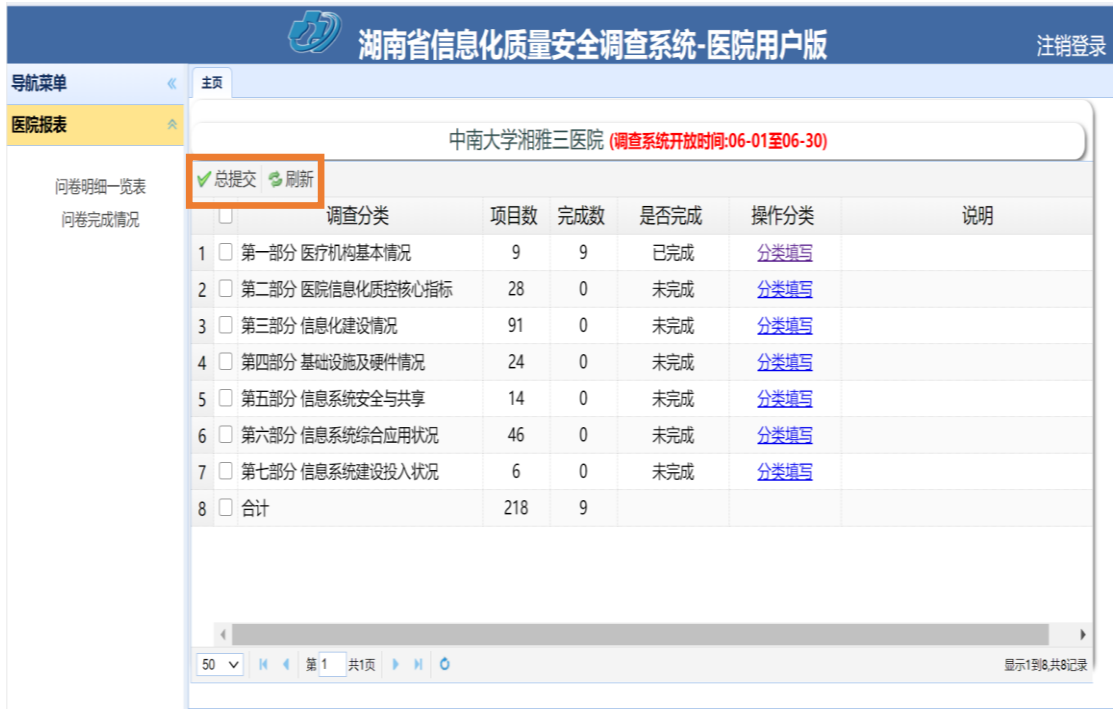 湖南省信息化质量安全调查系统-医院用户版
注销登录
导航菜单
主页
医院报表
中南大学湘雅三医院 (调查系统开放时间:06-01至06-30)
问卷明细一览表
问卷完成情况
总提交 刷新
调查分类 项目数 完成数 是否完成 操作分类 说明
1 第一部分 医疗机构基本情况 9 9 已完成 分类填写
2 第二部分 医院信息化质控核心指标 28 0 未完成 分类填写
3 第三部分 信息化建设情况 91 0 未完成 分类填写
4 第四部分 基础设施及硬件情况 24 0 未完成 分类填写
5 第五部分 信息系统安全与共享 14 0 未完成 分类填写
6 第六部分 信息系统综合应用状况 46 0 未完成 分类填写
7 第七部分 信息系统建设投入状况 6 0 未完成 分类填写
8 合计 218 9
50 第 1 共1页 显示1到8,共8记录